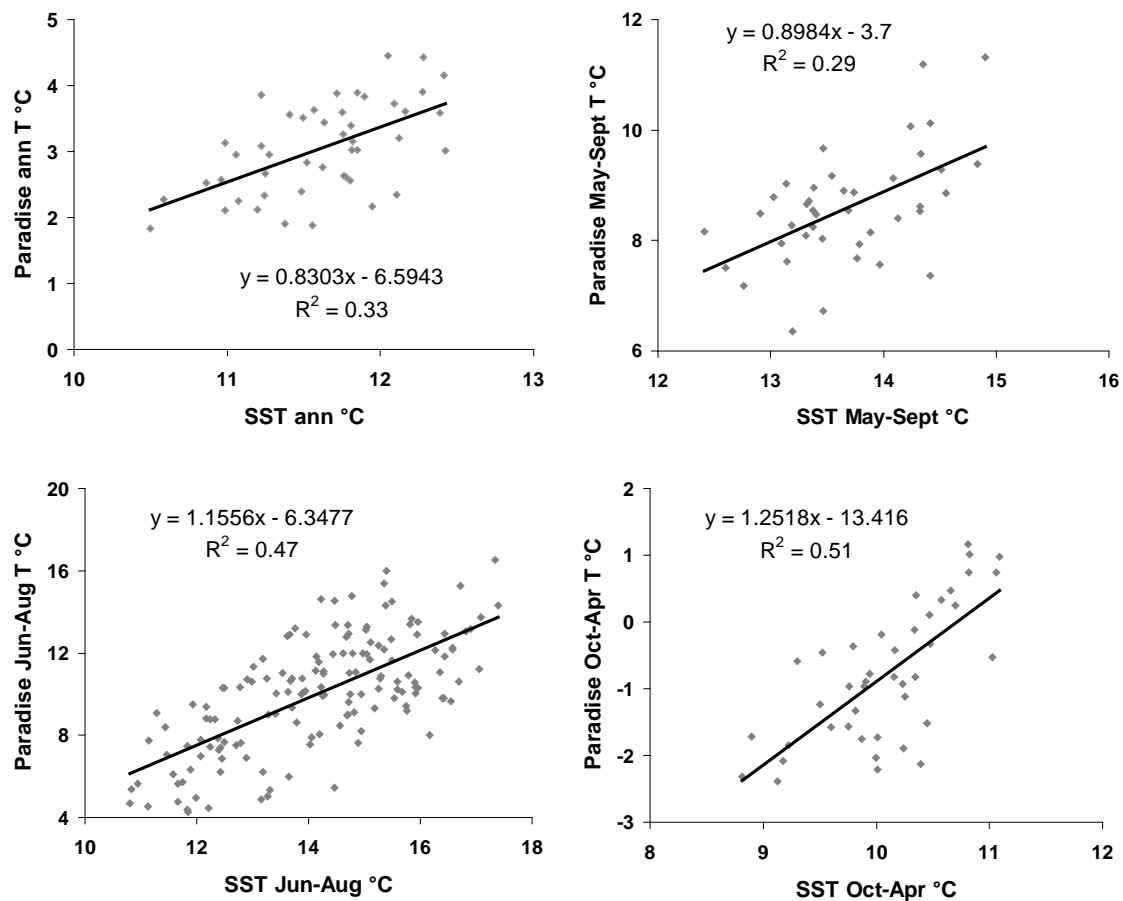 5
4
3
2
1
0
10
11
12
13
Paradise ann T °C
SST ann °C
y = 0.8303x - 6.5943
R² = 0.33
12
10
8
6
12
13
14
15
16
Paradise May-Sept T °C
SST May-Sept °C
y = 0.8984x - 3.7
R² = 0.29
20
16
12
8
4
10
12
14
16
18
Paradise Jun-Aug T °C
SST Jun-Aug °C
y = 1.1556x - 6.3477
R² = 0.47
2
1
0
-1
-2
-3
8
9
10
11
12
Paradise Oct-Apr T °C
SST Oct-Apr °C
y = 1.2518x - 13.416
R² = 0.51